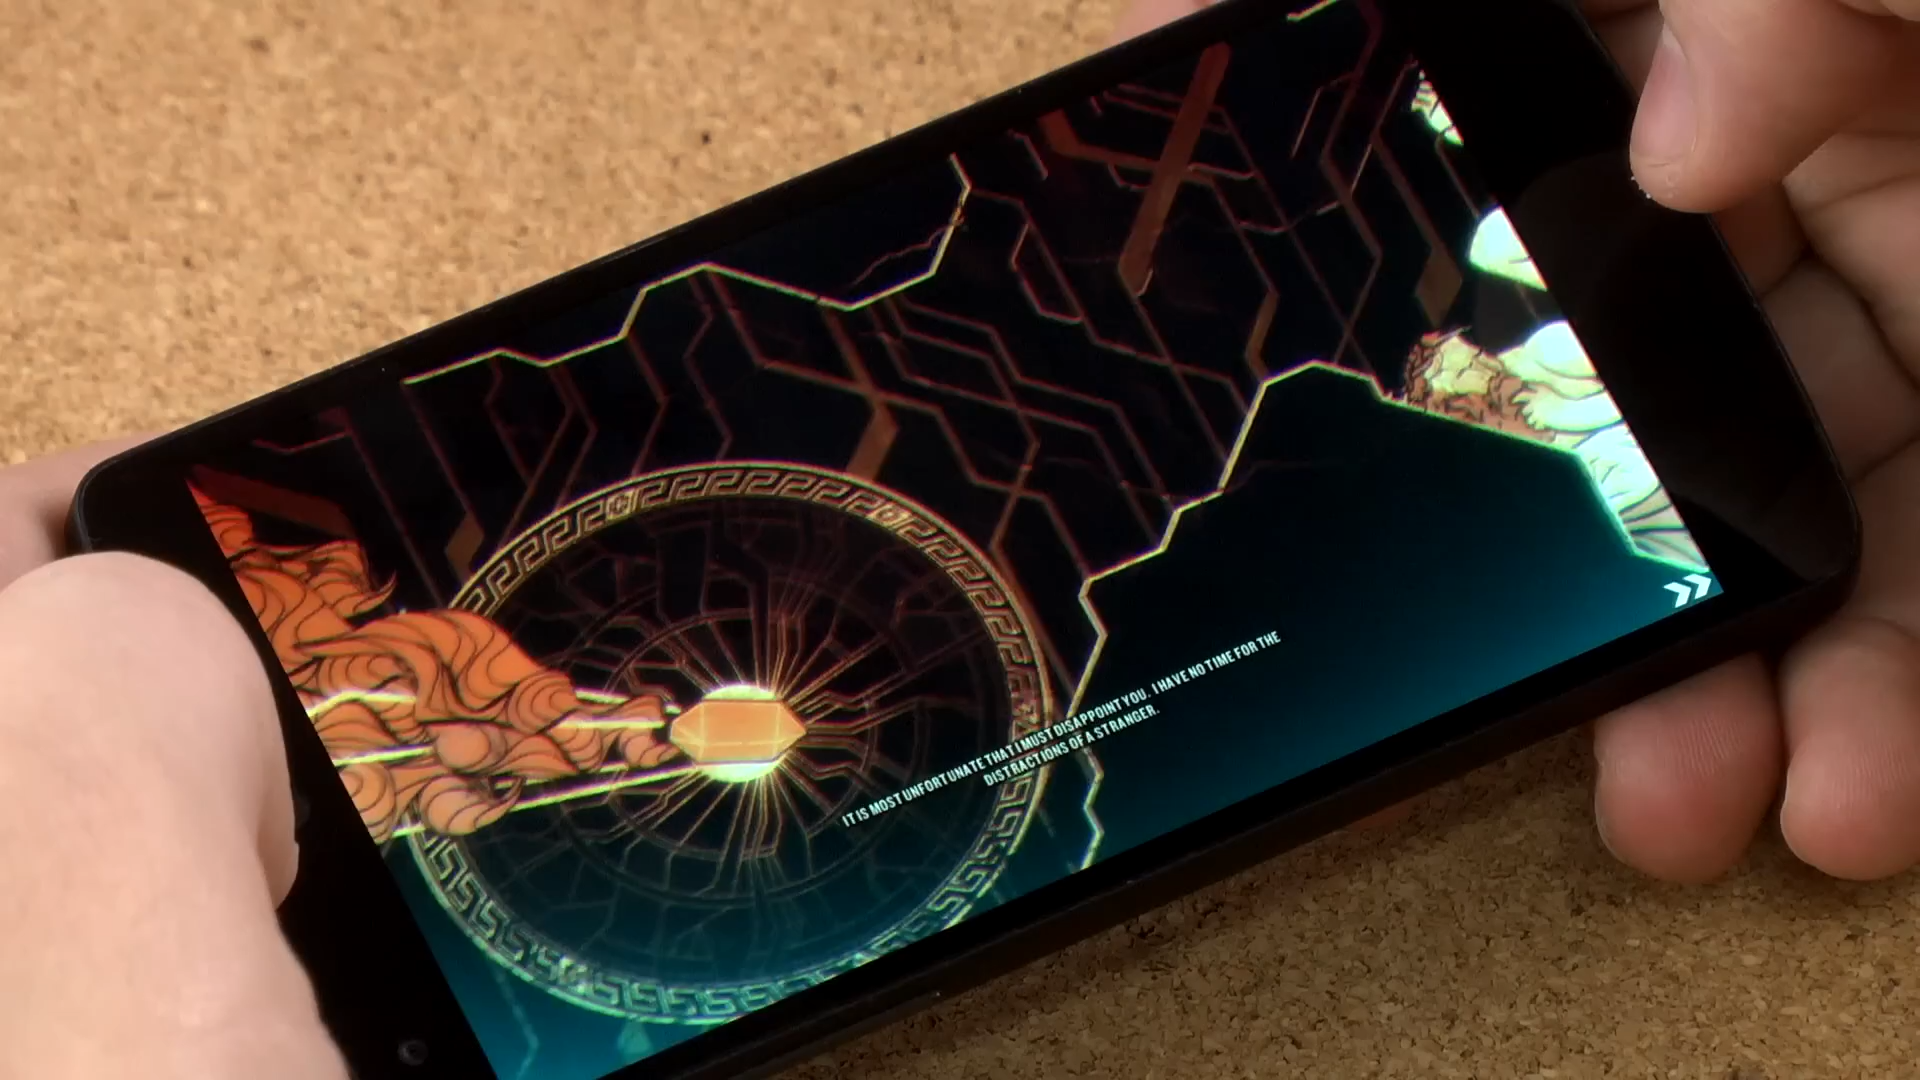 IT IS MOST UNFORTUNATE THAT I MUST DISAPPOINT YOU. I HAVE NO TIME FOR THE
DISTRACTIONS OF A STRANGER.